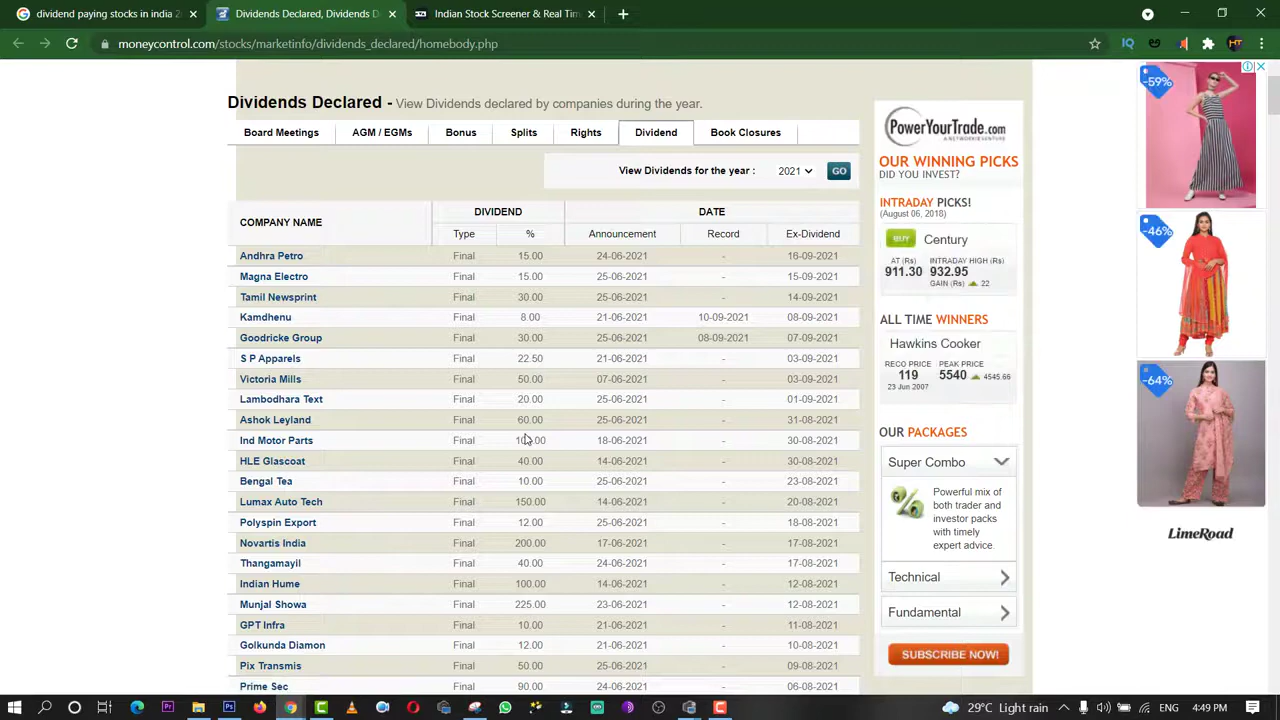 dividend paying stocks in india 2
Dividends Declared, Dividends De
Indian Stock Screener & Real Tim
moneycontrol.com/stocks/marketinfo/dividends_declared/homebody.php
Dividends Declared - View Dividends declared by companies during the year.
Board Meetings AGM / EGMs Bonus Splits Rights Dividend Book Closures
View Dividends for the year : 2021 GO
COMPANY NAME DIVIDEND DATE
Type % Announcement Record Ex-Dividend
Andhra Petro Final 15.00 24-06-2021 - 16-09-2021
Magna Electro Final 15.00 25-06-2021 - 15-09-2021
Tamil Newsprint Final 30.00 25-06-2021 - 14-09-2021
Kamdhenu Final 8.00 21-06-2021 10-09-2021 08-09-2021
Goodricke Group Final 30.00 25-06-2021 08-09-2021 07-09-2021
S P Apparels Final 22.50 21-06-2021 - 03-09-2021
Victoria Mills Final 50.00 07-06-2021 - 03-09-2021
Lambodhara Text Final 20.00 25-06-2021 - 01-09-2021
Ashok Leyland Final 60.00 25-06-2021 - 31-08-2021
Ind Motor Parts Final 18-06-2021 - 30-08-2021
HLE Glascoat Final 40.00 14-06-2021 - 30-08-2021
Bengal Tea Final 10.00 25-06-2021 - 23-08-2021
Lumax Auto Tech Final 150.00 14-06-2021 - 20-08-2021
Polyspin Export Final 12.00 25-06-2021 - 18-08-2021
Novartis India Final 200.00 17-06-2021 - 17-08-2021
Thangamayil Final 40.00 24-06-2021 - 17-08-2021
Indian Hume Final 100.00 14-06-2021 - 12-08-2021
Munjal Showa Final 225.00 23-06-2021 - 12-08-2021
GPT Infra Final 10.00 21-06-2021 - 11-08-2021
Golkunda Diamon Final 12.00 21-06-2021 - 10-08-2021
Pix Transmis Final 50.00 25-06-2021 - 09-08-2021
Prime Sec Final 90.00 24-06-2021 - 06-08-2021
PowerYourTrade.com
OUR WINNING PICKS
DID YOU INVEST?
INTRADAY PICKS!
(August 06, 2018)
BUY Century
AT (Rs) INTRADAY HIGH (Rs)
911.30 932.95
GAIN (Rs) 22
ALL TIME WINNERS
Hawkins Cooker
RECO PRICE PEAK PRICE
119 5540 4545.66
23 Jun 2007
OUR PACKAGES
Super Combo
%
Powerful mix of
both trader and
investor packs
with timely
expert advice.
Technical
Fundamental
SUBSCRIBE NOW!
-59%
-46%
-64%
LimeRoad
29°C Light rain ENG 4:49 PM